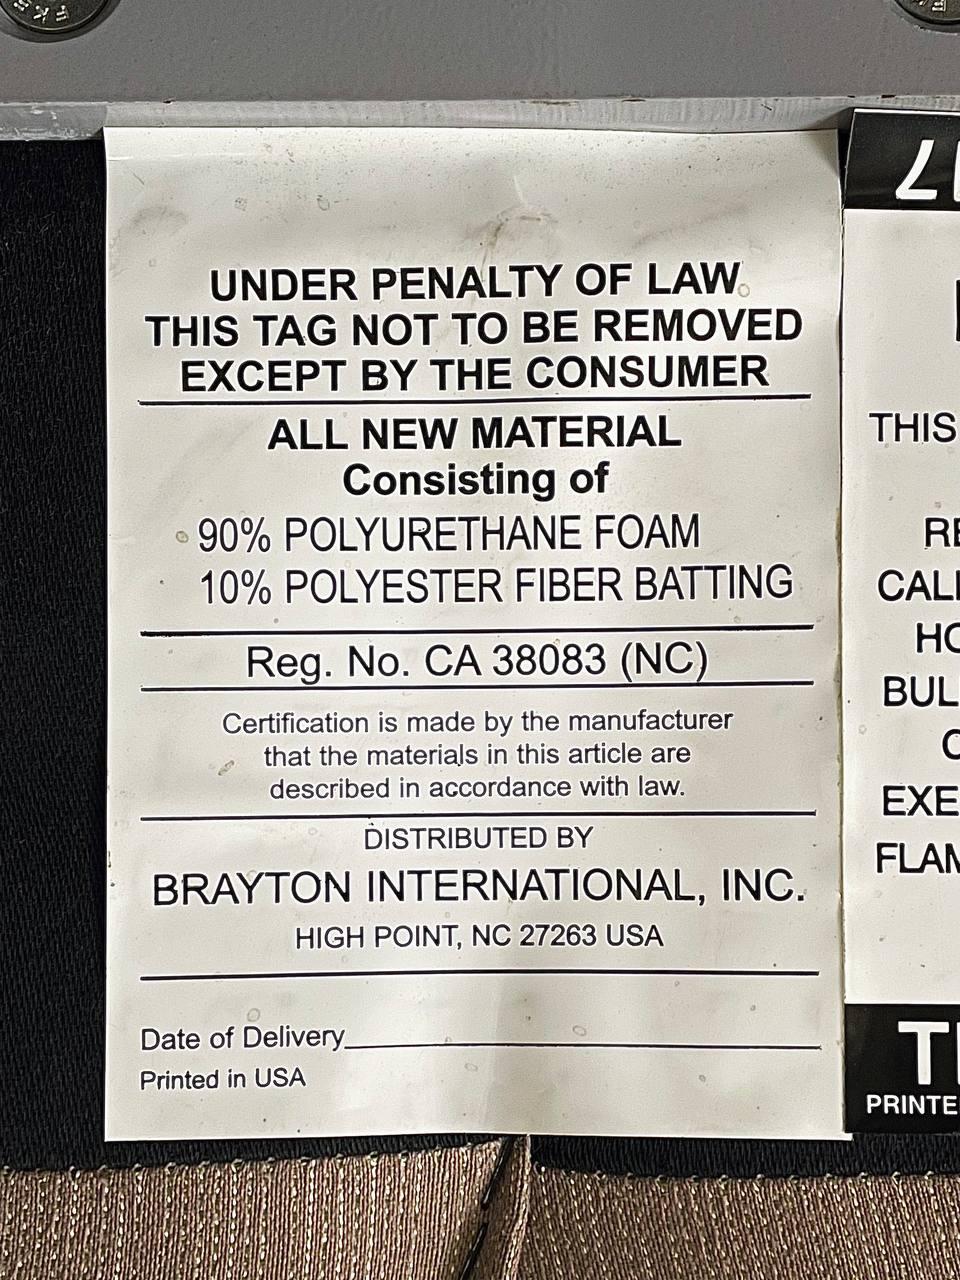 UNDER PENALTY OF LAW
THIS TAG NOT TO BE REMOVED
EXCEPT BY THE CONSUMER
ALL NEW MATERIAL
Consisting of
90% POLYURETHANE FOAM
10% POLYESTER FIBER BATTING
Reg. No. CA 38083 (NC)
Certification is made by the manufacturer
that the materials in this article are
described in accordance with law.
DISTRIBUTED BY
BRAYTON INTERNATIONAL, INC.
HIGH POINT, NC 27263 USA
Date of Delivery
Printed in USA
THIS